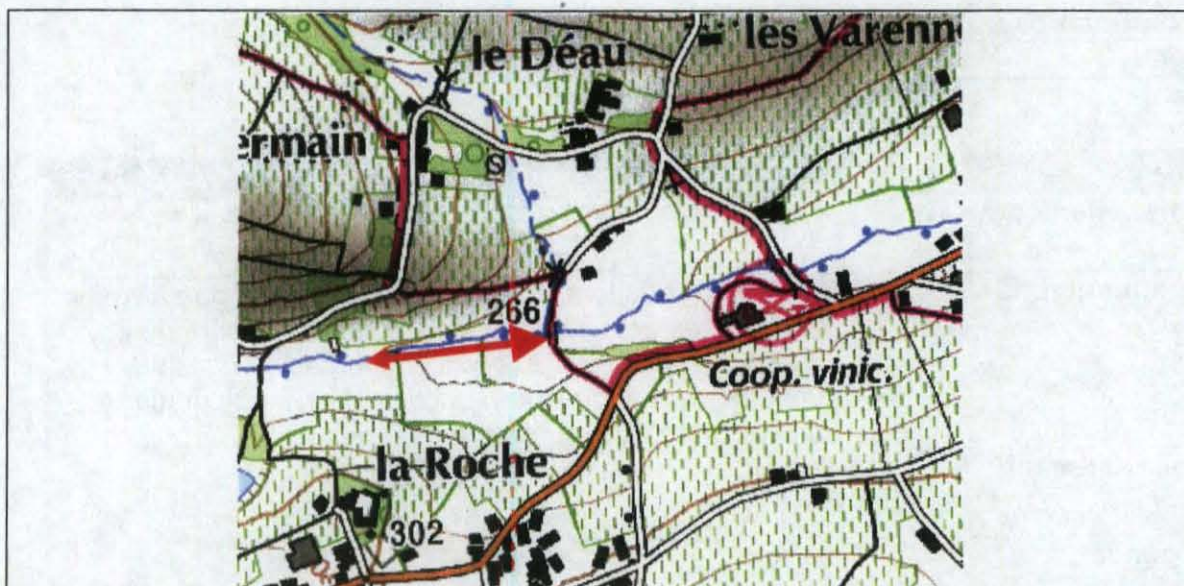 le Déau
les Varenn
ermain
266
Coop. vinic.
la Roche
302